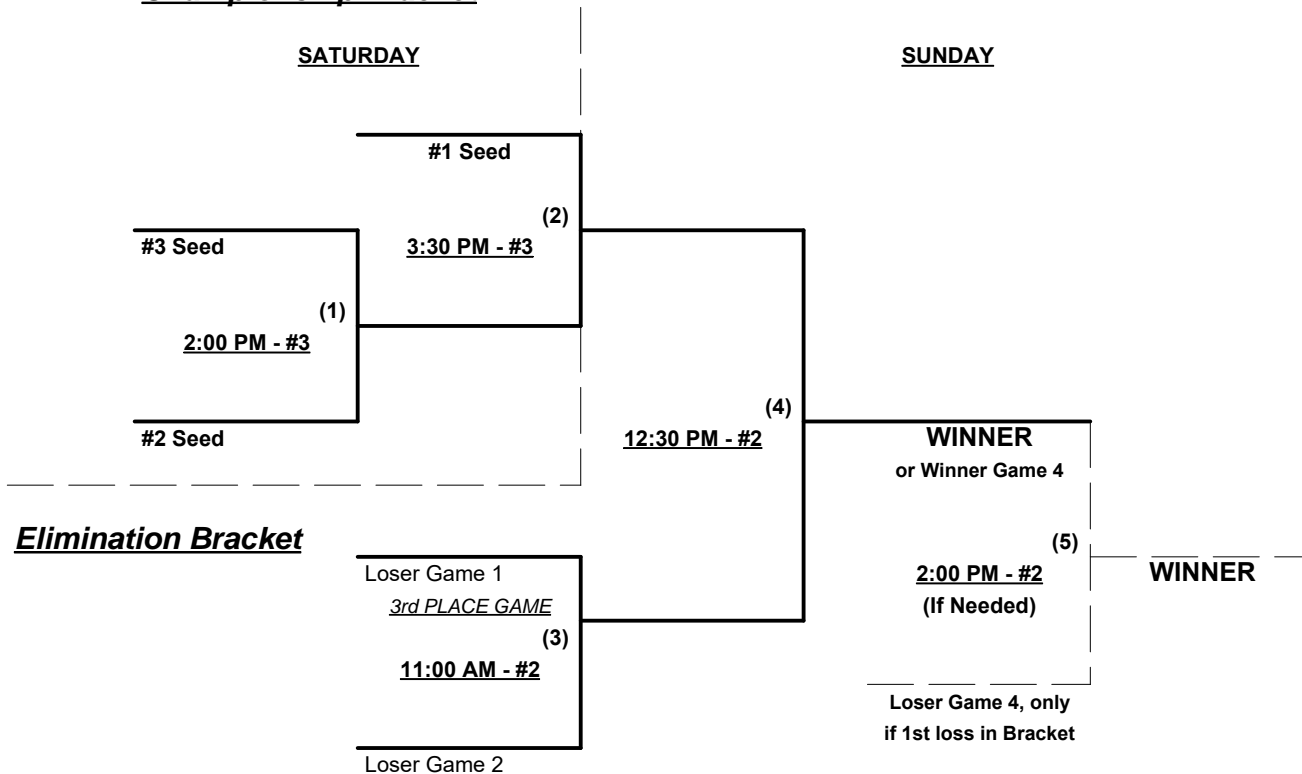 SATURDAY
SUNDAY
#1 Seed
(2)
#3 Seed
3:30 PM - #3
(1)
2:00 PM - #3
(4)
#2 Seed
12:30 PM - #2
WINNER
or Winner Game 4
Elimination Bracket
(5)
Loser Game 1
2:00 PM - #2
WINNER
3rd PLACE GAME
(If Needed)
(3)
11:00 AM - #2
Loser Game 4, only
if 1st loss in Bracket
Loser Game 2